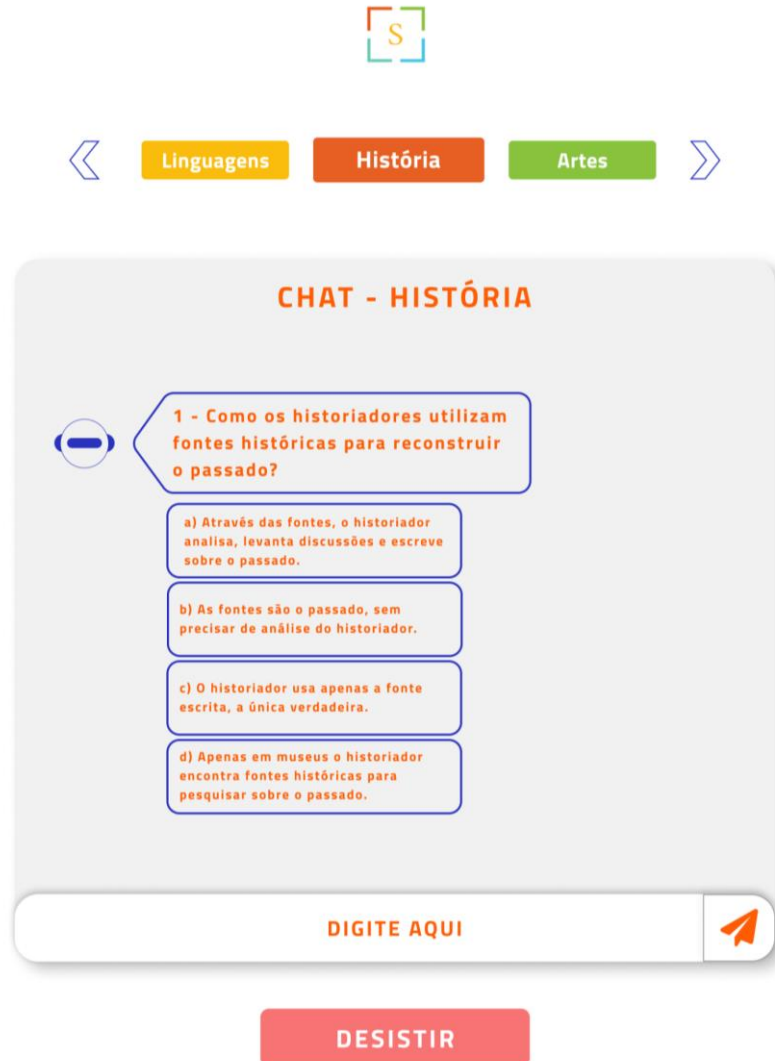 S
Linguagens
História
Artes
CHAT - HISTÓRIA
1 - Como os historiadores utilizam
fontes históricas para reconstruir
o passado?
a) Através das fontes, o historiador
analisa, levanta discussões e escreve
sobre o passado.
b) As fontes são o passado, sem
precisar de análise do historiador.
c) O historiador usa apenas a fonte
escrita, a única verdadeira.
d) Apenas em museus o historiador
encontra fontes históricas para
pesquisar sobre o passado.
DIGITE AQUI
DESISTIR